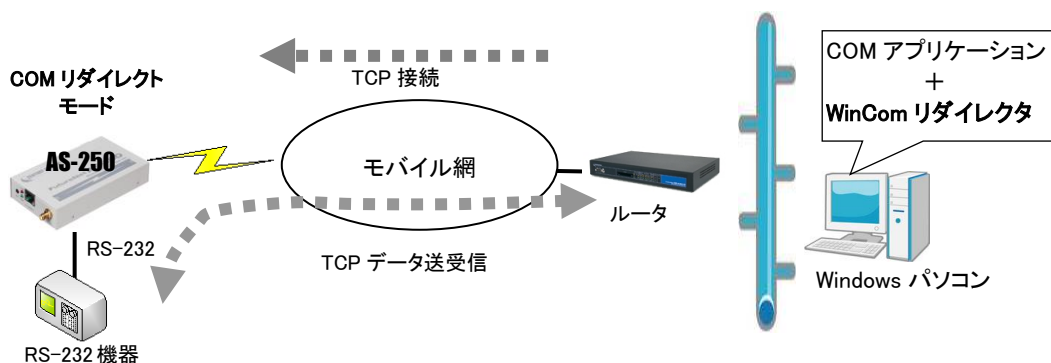 COM リダイレクト
モード
AS-250
RS-232
RS-232 機器
TCP 接続
モバイル網
TCP データ送受信
ルータ
COM アプリケーション
+
WinCom リダイレクタ
Windows パソコン